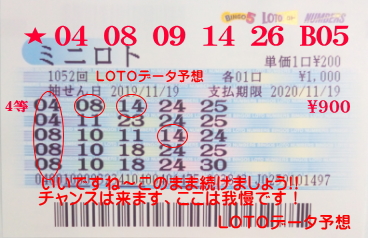 BINGO5 LOTO NUMBERS
★ 04 08 09 14 26 B05
ミニロト 単価1口¥200
1052回 LOTOデータ予想 各01口 ¥1,000
抽せん日 2019/11/19 支払期限 2020/11/19
4等 04 08 14 24 25 ¥900
04 11 23 24 25
08 10 11 14 24
08 10 18 24 25
08 10 18 24 30
いいですね～このまま続けましょう!!
チャンスは来ます、ここは我慢です！
LOTOデータ予想